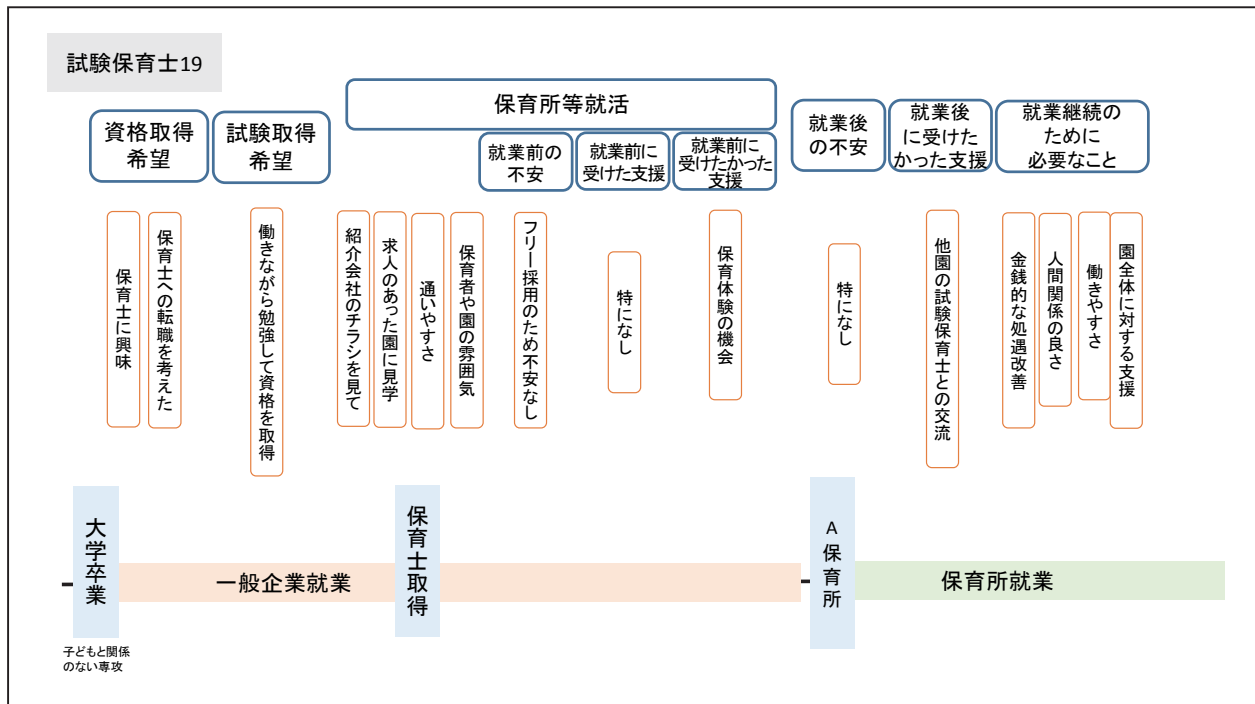 試験保育士19
資格取得
希望
試験取得
希望
保育所等就活
就業前の
不安
就業前に
受けた支援
就業前に
受けたかった
支援
就業後
の不安
就業後
に受けた
かった支援
就業継続の
ために
必要なこと
保育士に興味
保育士への転職を考えた
働きながら勉強して資格を取得
紹介会社のチラシを見て
求人のあった園に見学
通いやすさ
保育者や園の雰囲気
フリー採用のため不安なし
特になし
保育体験の機会
特になし
他園の試験保育士との交流
金銭的な処遇改善
人間関係の良さ
働きやすさ
園全体に対する支援
大学卒業
一般企業就業
保育士取得
A保育所
保育所就業
子どもと関係
のない専攻